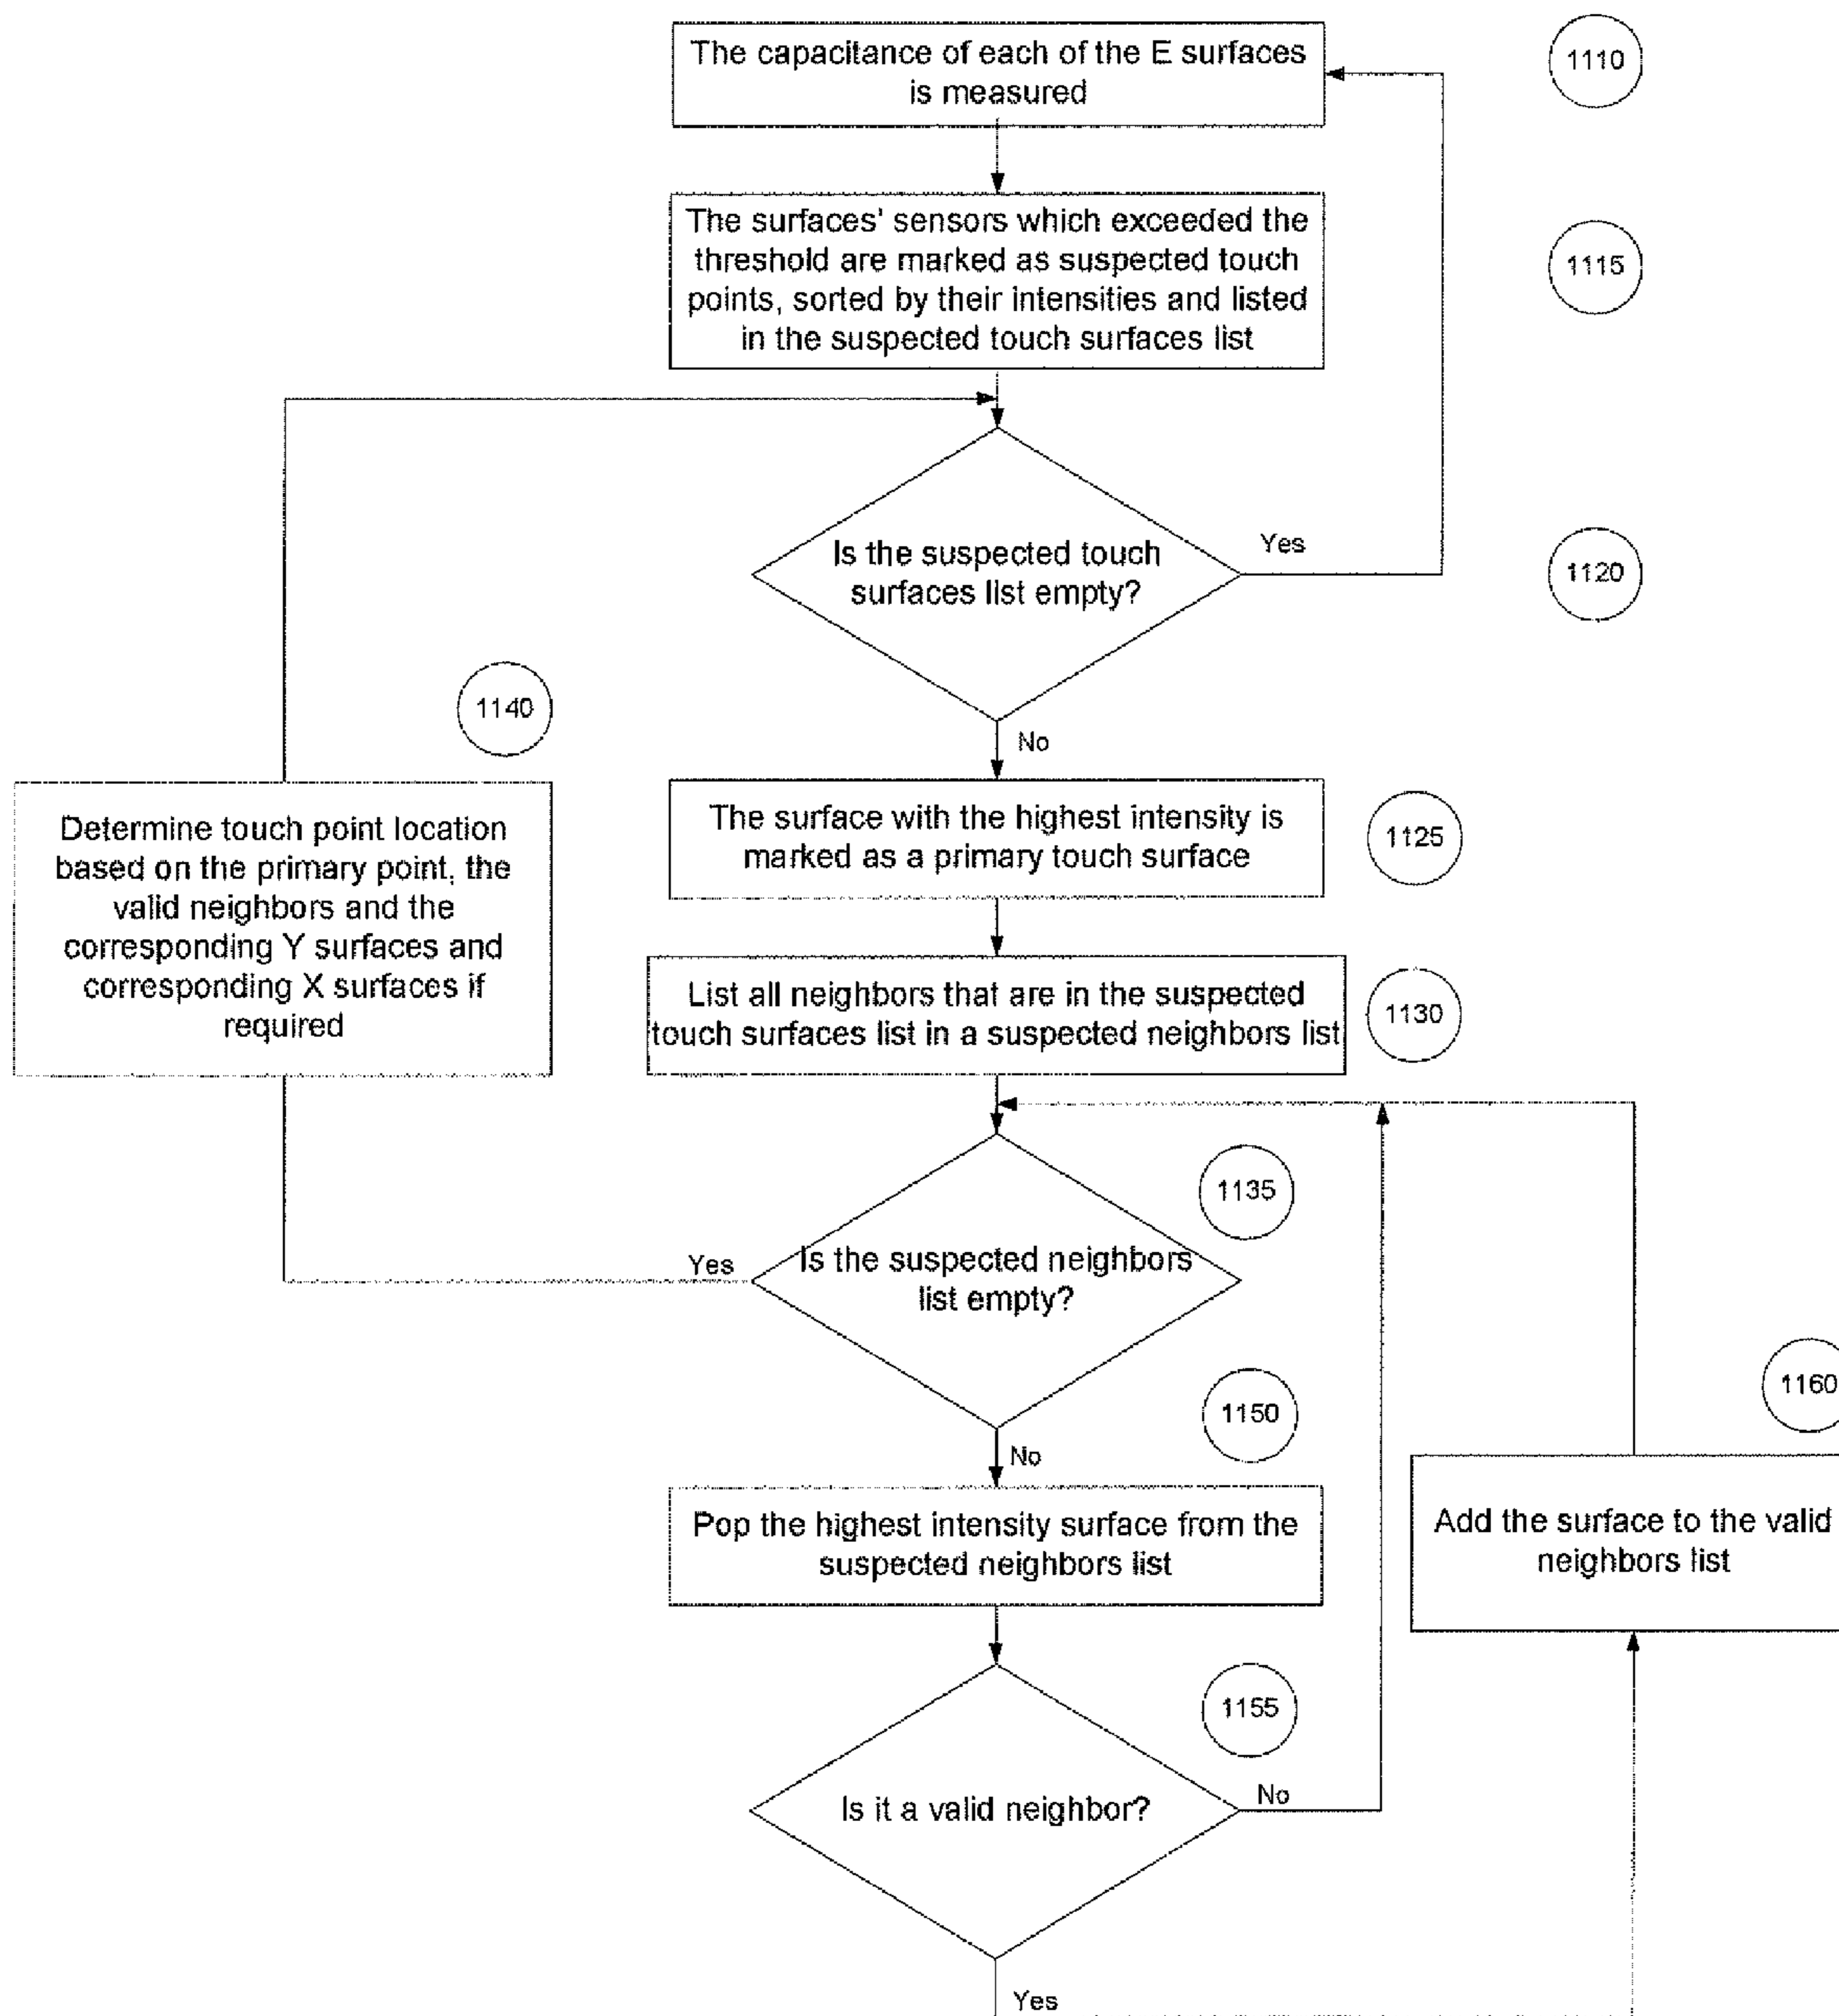 The capacitance of each of the E surfaces
is measured
1110
The surfaces' sensors which exceeded the
threshold are marked as suspected touch
points, sorted by their intensities and listed
in the suspected touch surfaces list
1115
Is the suspected touch
surfaces list empty?
Yes
1120
No
1140
Determine touch point location
based on the primary point, the
valid neighbors and the
corresponding Y surfaces and
corresponding X surfaces if
required
The surface with the highest intensity is
marked as a primary touch surface
1125
List all neighbors that are in the suspected
touch surfaces list in a suspected neighbors list
1130
1135
Is the suspected neighbors
list empty?
Yes
No
1150
Pop the highest intensity surface from the
suspected neighbors list
1160
Add the surface to the valid
neighbors list
1155
Is it a valid neighbor?
No
Yes